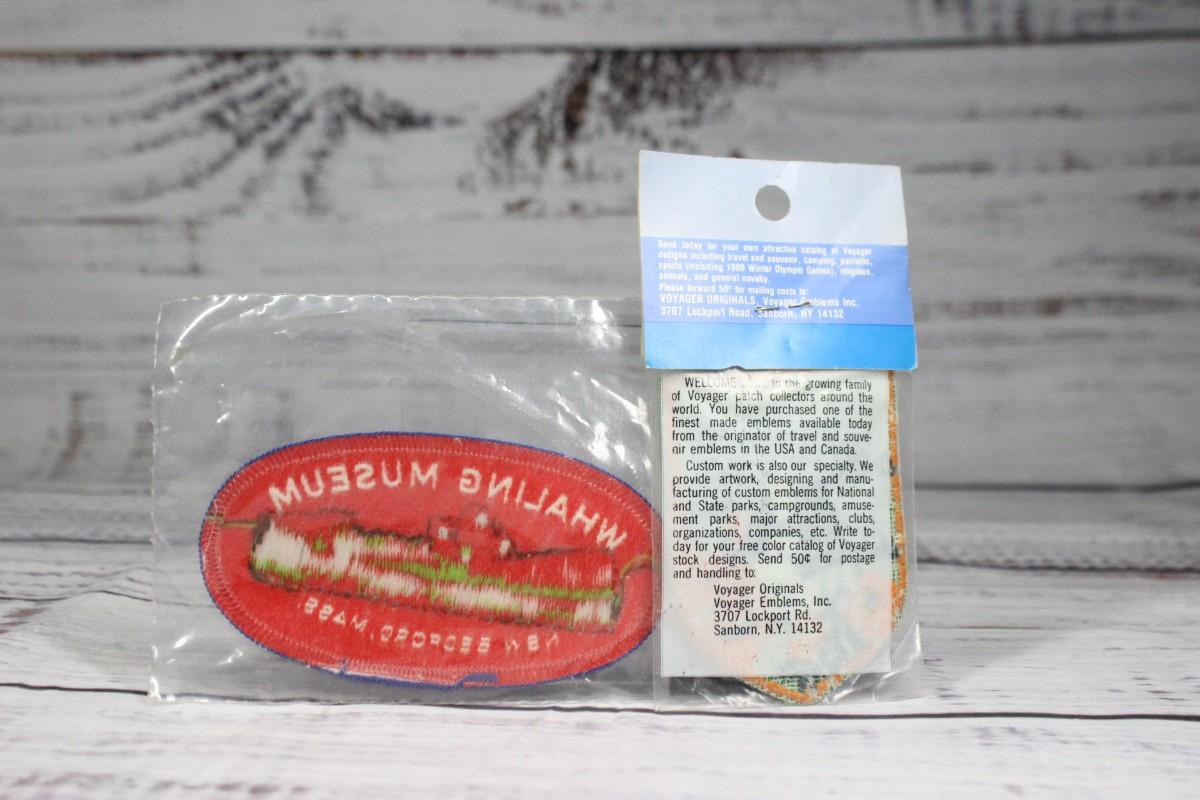 Send today for your own attractive catalog of Voyager
designs including travel and souvenir, camping, patriotic,
sports (including 1980 Winter Olympic Games), religious,
animals, and general novelty.
Please forward 50¢ for mailing costs to:
VOYAGER ORIGINALS, Voyager Emblems Inc.
3707 Lockport Road, Sanborn, NY 14132
WELCOME to the growing family
of Voyager patch collectors around the
world. You have purchased one of the
finest made emblems available today
from the originator of travel and souve-
nir emblems in the USA and Canada.
Custom work is also our specialty. We
provide artwork, designing and manu-
facturing of custom emblems for National
and State parks, campgrounds, amuse-
ment parks, major attractions, clubs,
organizations, companies, etc. Write to-
day for your free color catalog of Voyager
stock designs. Send 50¢ for postage
and handling to:
Voyager Originals
Voyager Emblems, Inc.
3707 Lockport Rd.
Sanborn, N.Y. 14132
WHALING MUSEUM
NEW BEDFORD, MASS.